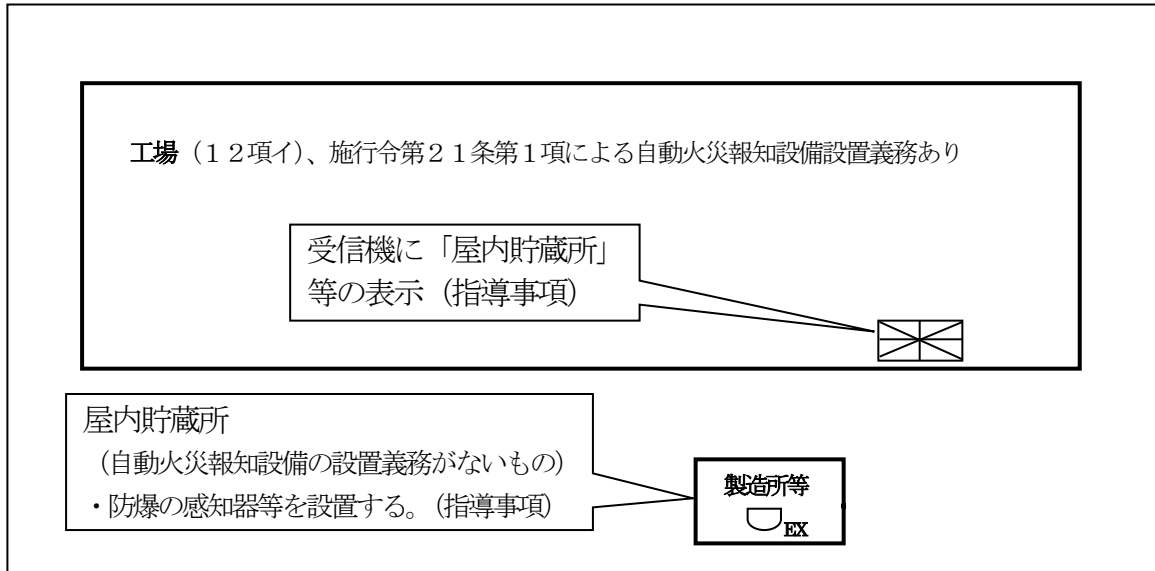 工場（１２項イ）、施行令第２１条第１項による自動火災報知設備設置義務あり
受信機に「屋内貯蔵所」
等の表示（指導事項）
屋内貯蔵所
（自動火災報知設備の設置義務がないもの）
・防爆の感知器等を設置する。（指導事項）
製造所等
EX